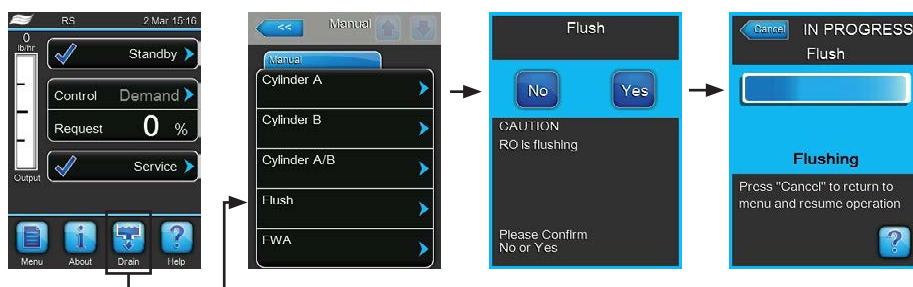 RS 2 Mar 15:16
0
lb/hr
Standby
Control Demand
Request 0 %
Service
Output
Menu About Drain Help
<< Manual
Manual
Cylinder A
Cylinder B
Cylinder A/B
Flush
FWA
Flush
No Yes
CAUTION
RO is flushing
Please Confirm
No or Yes
Cancel IN PROGRESS
Flush
Flushing
Press "Cancel" to return to
menu and resume operation
?